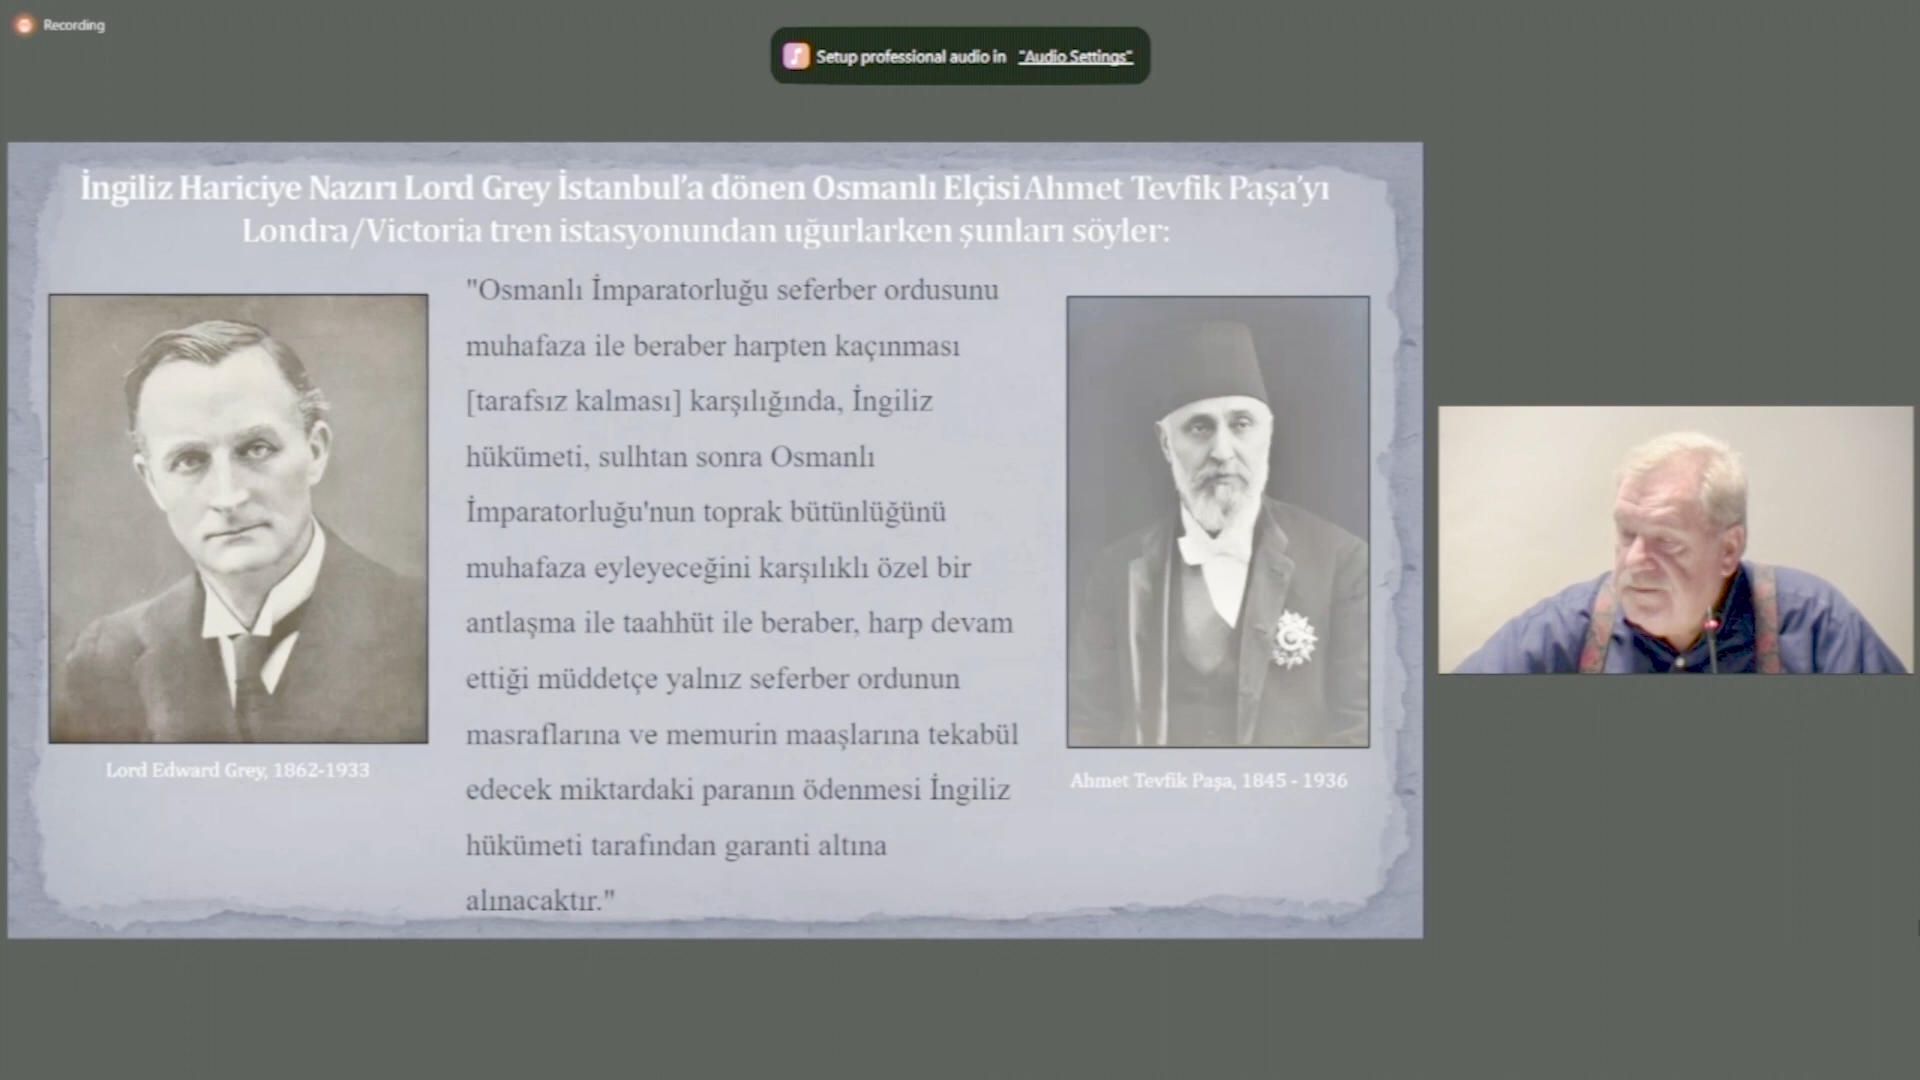 Recording
Setup professional audio in "Audio Settings"
İngiliz Hariciye Nazırı Lord Grey İstanbul’a dönen Osmanlı Elçisi Ahmet Tevfik Paşa’yı
Londra/Victoria tren istasyonundan uğurlarken şunları söyler:
"Osmanlı İmparatorluğu seferber ordusunu
muhafaza ile beraber harpten kaçınması
[tarafsız kalması] karşılığında, İngiliz
hükümeti, sulhtan sonra Osmanlı
İmparatorluğu'nun toprak bütünlüğünü
muhafaza eyleyeceğini karşılıklı özel bir
antlaşma ile taahhüt ile beraber, harp devam
ettiği müddetçe yalnız seferber ordunun
masraflarına ve memurin maaşlarına tekabül
edecek miktardaki paranın ödenmesi İngiliz
hükümeti tarafından garanti altına
alınacaktır."
Lord Edward Grey, 1862-1933
Ahmet Tevfik Paşa, 1845 - 1936